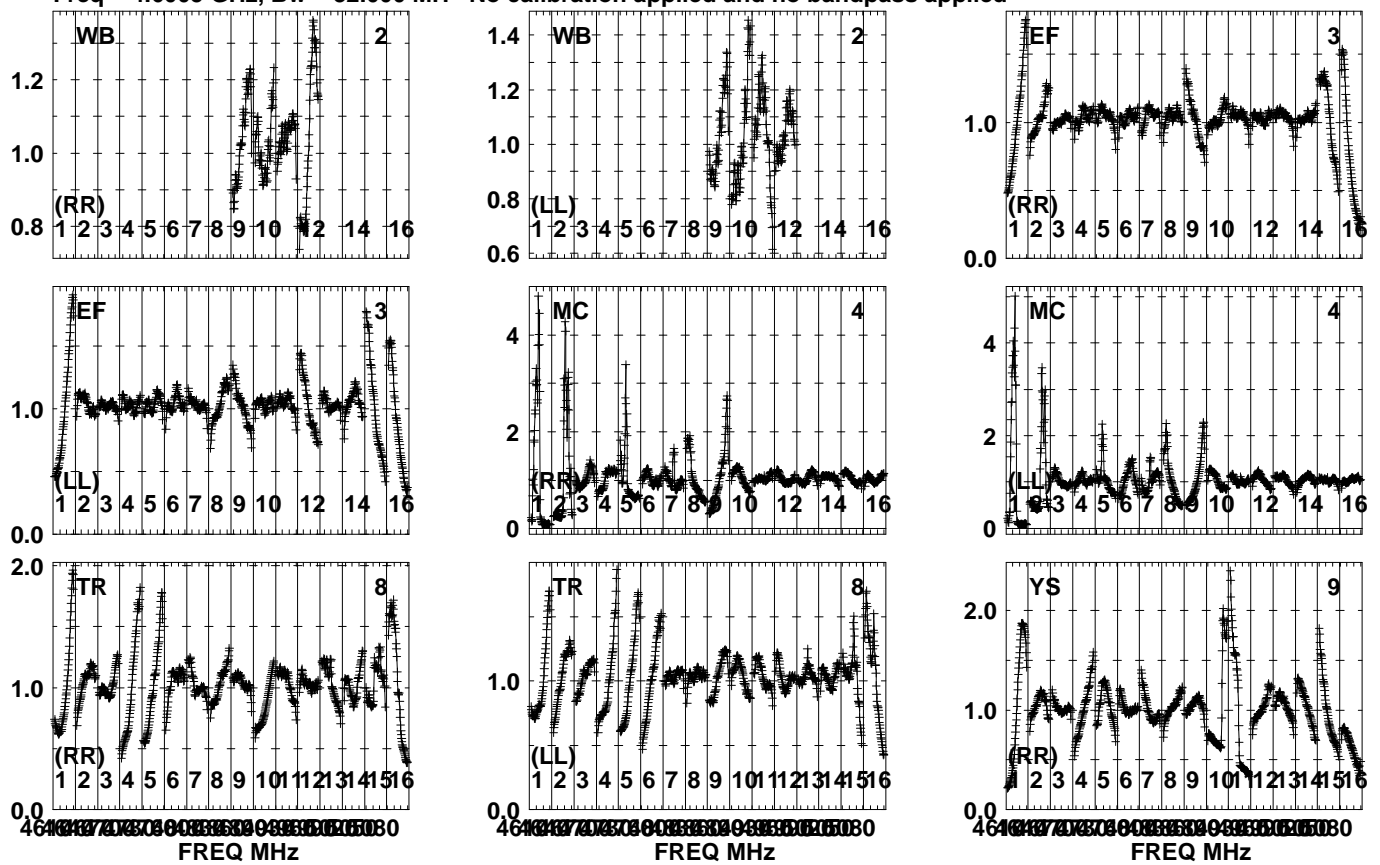 No calibration applied and no bandpass applied
WB 2
1.2
1.0
0.8
(RR)
1 2 3 4 5 6 7 8 9 10 12 14 16
WB 2
1.4
1.2
1.0
0.8
0.6
(LL)
1 2 3 4 5 6 7 8 9 10 12 14 16
EF 3
1.0
0.0
(RR)
1 2 3 4 5 6 7 8 9 10 12 14 16
EF 3
1.0
0.0
(LL)
1 2 3 4 5 6 7 8 9 10 12 14 16
MC 4
4
2
0
(RR)
1 2 3 4 5 6 7 8 9 10 12 14 16
MC 4
4
2
0
(LL)
1 3 4 5 6 7 8 9 10 12 14 16
TR 8
2.0
1.0
0.0
(RR)
1 2 3 4 5 6 7 8 9 10 11 12 13 14 15 16
TR 8
1.0
(LL)
1 2 3 4 5 6 7 8 9 10 11 12 13 14 15 16
YS 9
2.0
1.0
0.0
(RR)
1 2 3 4 5 6 7 8 9 10 11 12 13 14 15 16
FREQ MHz
FREQ MHz
FREQ MHz